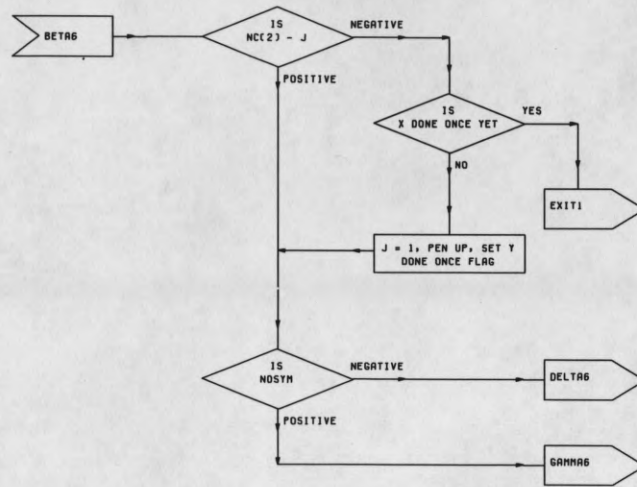 IS
NC(2) - J
NEGATIVE
BETA6
POSITIVE
IS
X DONE ONCE YET
YES
NO
EXIT1
J = 1, PEN UP, SET Y
DONE ONCE FLAG
IS
NOSYM
NEGATIVE
DELTA6
POSITIVE
GAMMA6